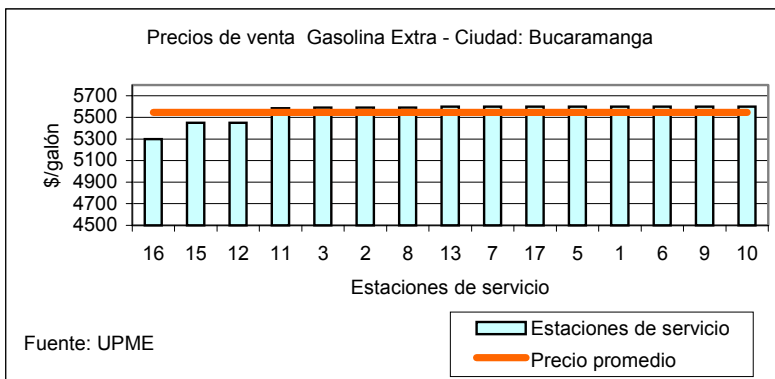 Precios de venta Gasolina Extra - Ciudad: Bucaramanga
$/galón
5700
5500
5300
5100
4900
4700
4500
16 15 12 11 3 2 8 13 7 17 5 1 6 9 10
Estaciones de servicio
Fuente: UPME
Estaciones de servicio
Precio promedio